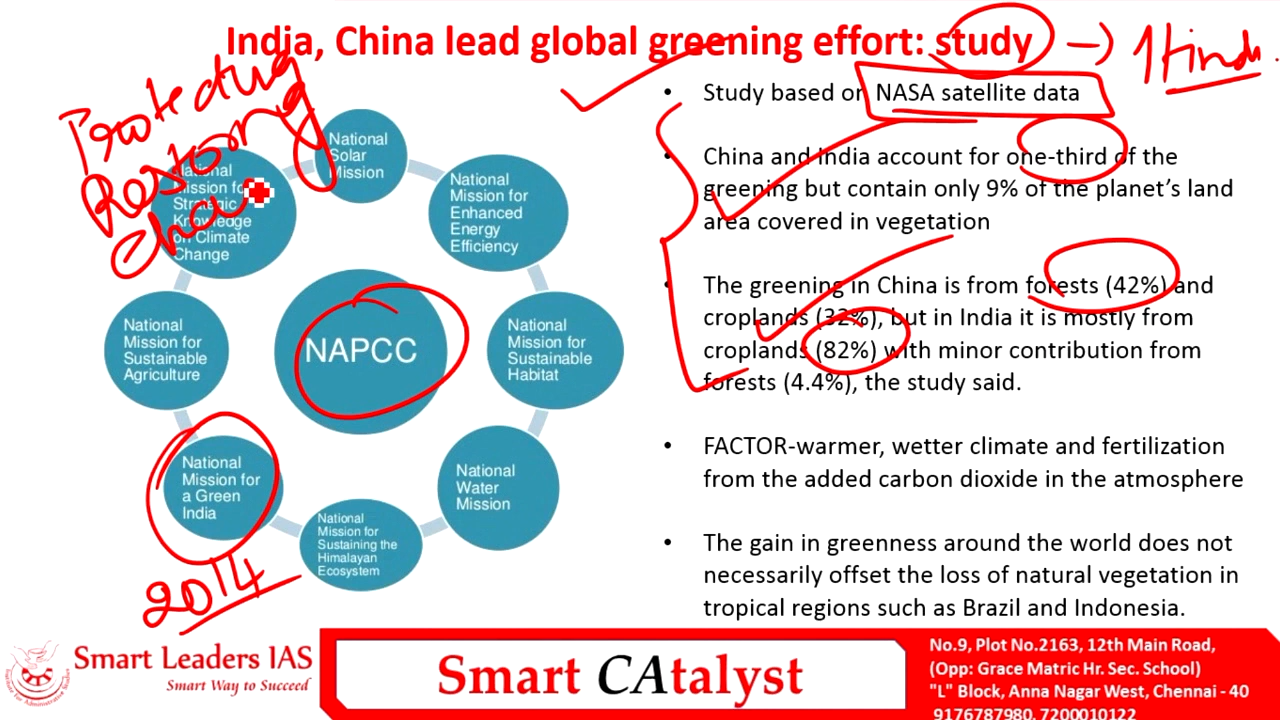 India, China lead global greening effort: study
→ 1 Hindu
Protecting
Restoring
National
Solar
Mission
National
Mission for
Strategic
Knowledge
on Climate
Change
National
Mission for
Enhanced
Energy
Efficiency
National
Mission for
Sustainable
Agriculture
NAPCC
National
Mission for
Sustainable
Habitat
National
Mission for
a Green
India
National
Water
Mission
National
Mission for
Sustaining the
Himalayan
Ecosystem
2014
• Study based on NASA satellite data
• China and India account for one-third of the
greening but contain only 9% of the planet's land
area covered in vegetation
• The greening in China is from forests (42%) and
croplands (32%), but in India it is mostly from
croplands (82%) with minor contribution from
forests (4.4%), the study said.
• FACTOR-warmer, wetter climate and fertilization
from the added carbon dioxide in the atmosphere
• The gain in greenness around the world does not
necessarily offset the loss of natural vegetation in
tropical regions such as Brazil and Indonesia.
Smart Leaders IAS
Smart Way to Succeed
Smart CAtalyst
No.9, Plot No.2163, 12th Main Road,
(Opp: Grace Matric Hr. Sec. School)
"L" Block, Anna Nagar West, Chennai - 40
9176787980, 7200010122